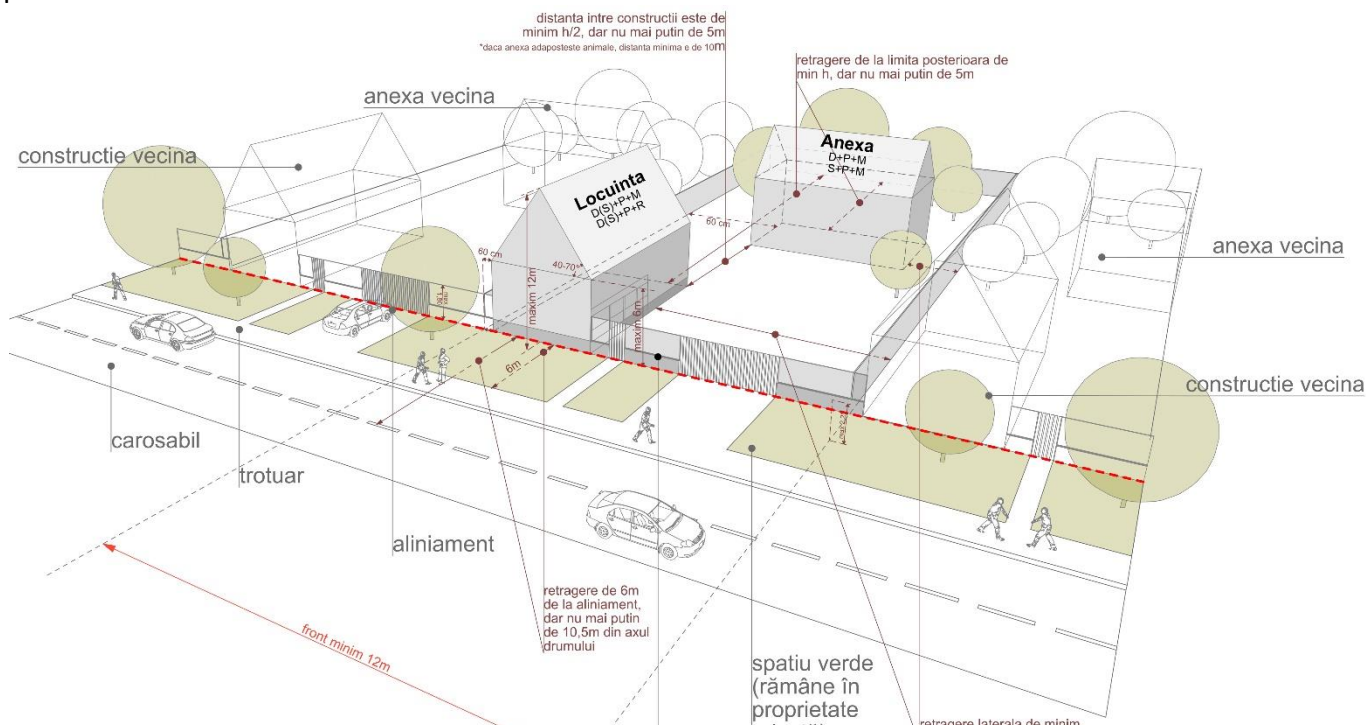 distanta intre constructii este de
minim h/2, dar nu mai putin de 5m
*daca anexa adaposteste animale, distanta minima e de 10m
retragere de la limita posterioara de
min h, dar nu mai putin de 5m
anexa vecina
constructie vecina
Anexa
D+P+M
S+P+M
Locuinta
D(S)+P+M
D(S)+P+R
60 cm
60 cm
40-70°
maxim 12m
maxim 6m
anexa vecina
6m
constructie vecina
carosabil
trotuar
aliniament
retragere de 6m
de la aliniament,
dar nu mai putin
de 10,5m din axul
drumului
front minim 12m
spatiu verde
(rămâne în
proprietate
retragere laterala de minim